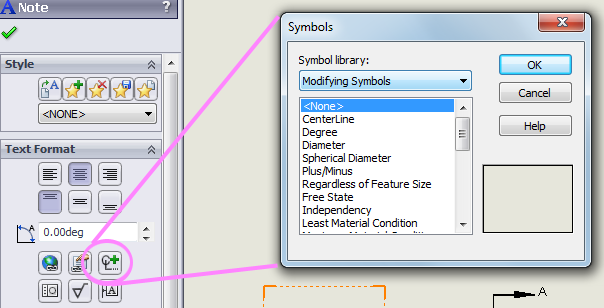 A Note
Style
A
<NONE>
Text Format
A
0.00deg
A
Symbols
Symbol library:
Modifying Symbols
<None>
CenterLine
Degree
Diameter
Spherical Diameter
Plus/Minus
Regardless of Feature Size
Free State
Independency
Least Material Condition
OK
Cancel
Help
A